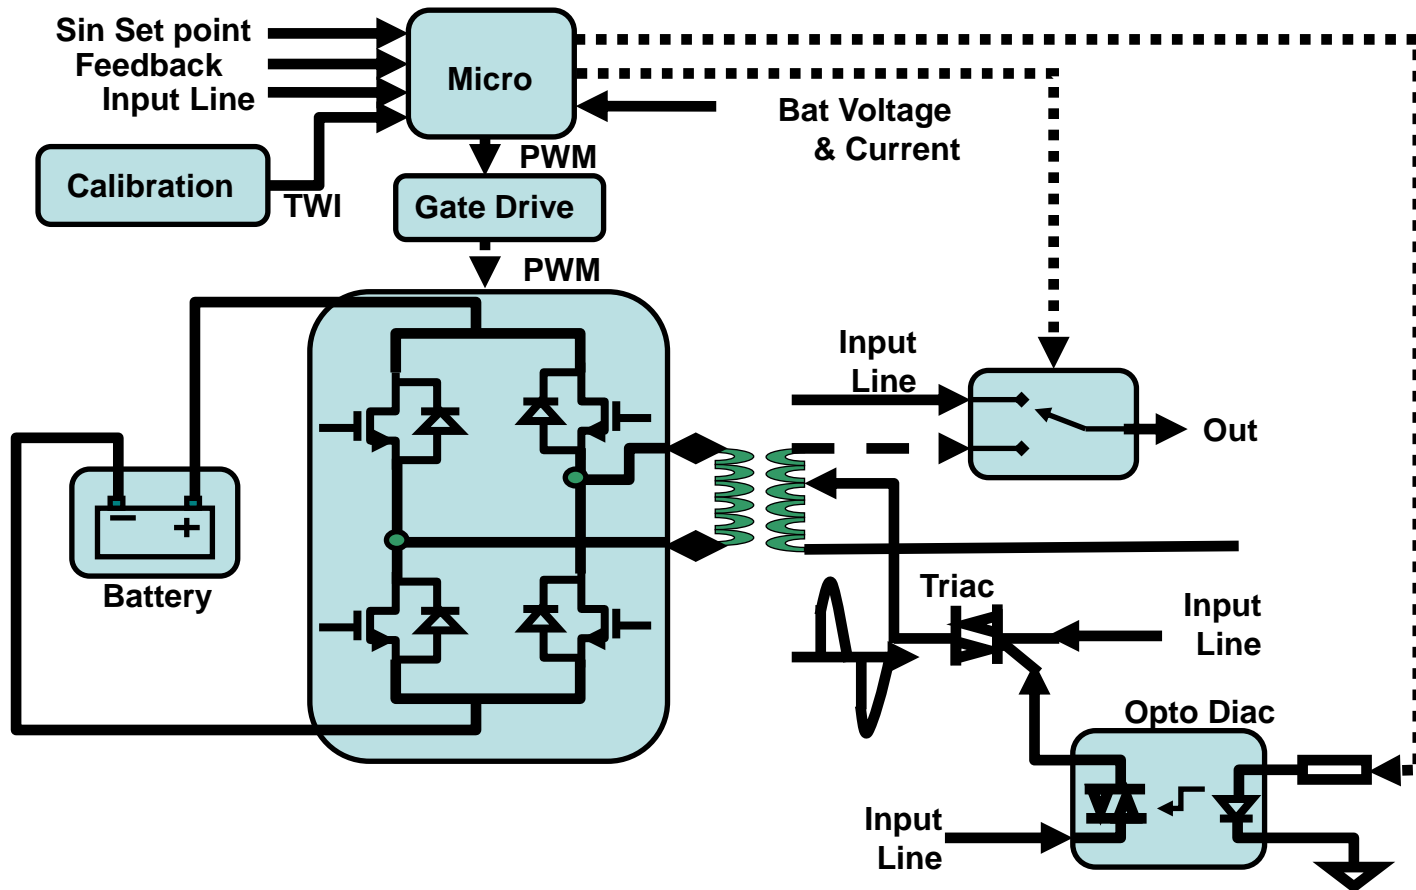 Sin Set point
Feedback
Input Line
Micro
Bat Voltage
& Current
PWM
Calibration
TWI
Gate Drive
PWM
Input
Line
Out
Battery
Triac
Input
Line
Opto Diac
Input
Line